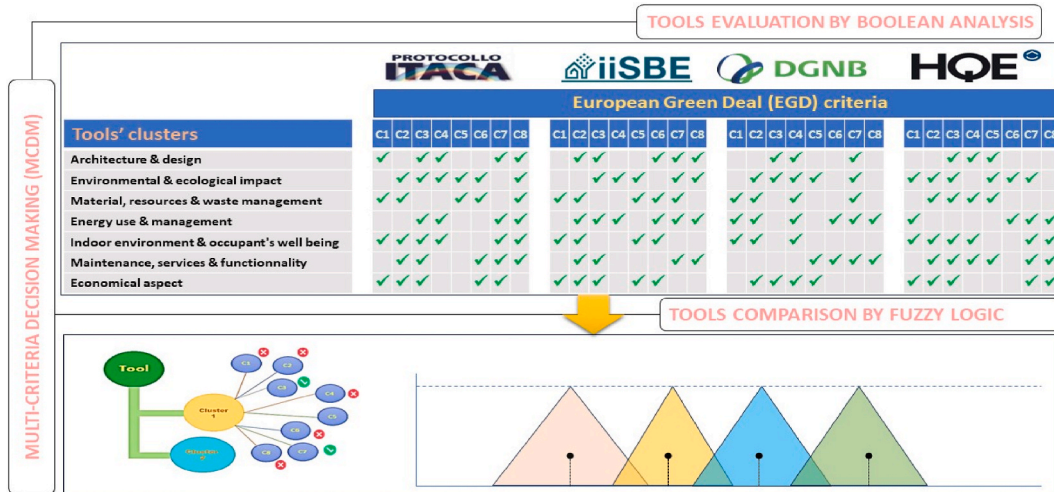 TOOLS EVALUATION BY BOOLEAN ANALYSIS
MULTI-CRITERIA DECISION MAKING (MCDM)
PROTOCOLLO
ITACA
iiSBE
DGNB
HQE
European Green Deal (EGD) criteria
Tools' clusters C1 C2 C3 C4 C5 C6 C7 C8 C1 C2 C3 C4 C5 C6 C7 C8 C1 C2 C3 C4 C5 C6 C7 C8 C1 C2 C3 C4 C5 C6 C7 C8
Architecture & design
Environmental & ecological impact
Material, resources & waste management
Energy use & management
Indoor environment & occupant's well being
Maintenance, services & functionnality
Economical aspect
TOOLS COMPARISON BY FUZZY LOGIC
Tool
Cluster
1
C1
C2
C3
C4
C5
C6
C7
C8